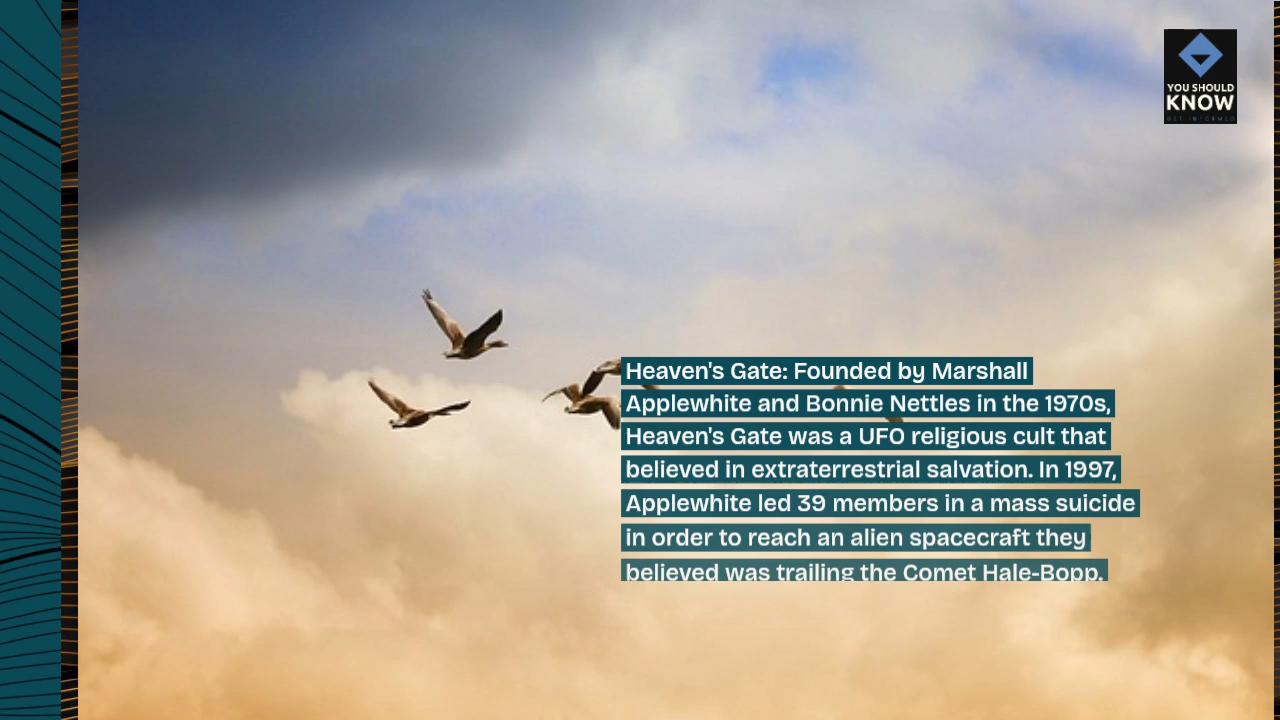 YOU SHOULD
KNOW
GET INFORMED
Heaven's Gate: Founded by Marshall
Applewhite and Bonnie Nettles in the 1970s,
Heaven's Gate was a UFO religious cult that
believed in extraterrestrial salvation. In 1997,
Applewhite led 39 members in a mass suicide
in order to reach an alien spacecraft they
believed was trailing the Comet Hale-Bopp.